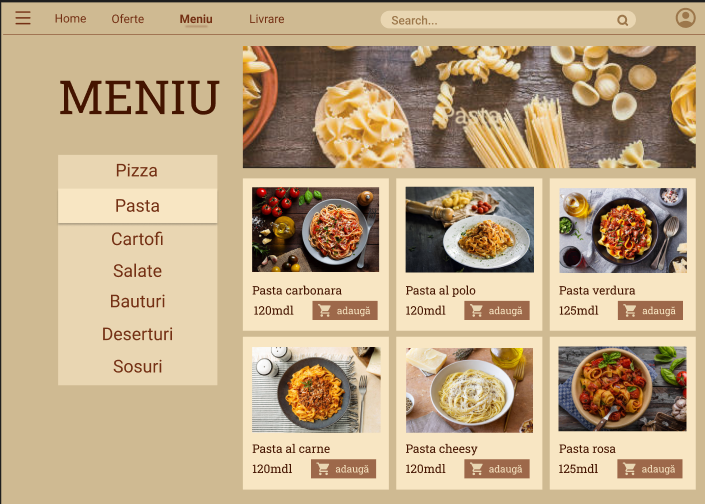 Home Oferte Meniu Livrare Search...
MENIU
Pizza
Pasta
Cartofi
Salate
Bauturi
Deserturi
Sosuri
Pasta
Pasta carbonara
120mdl adaugă
Pasta al polo
120mdl adaugă
Pasta verdura
125mdl adaugă
Pasta al carne
120mdl adaugă
Pasta cheesy
120mdl adaugă
Pasta rosa
125mdl adaugă